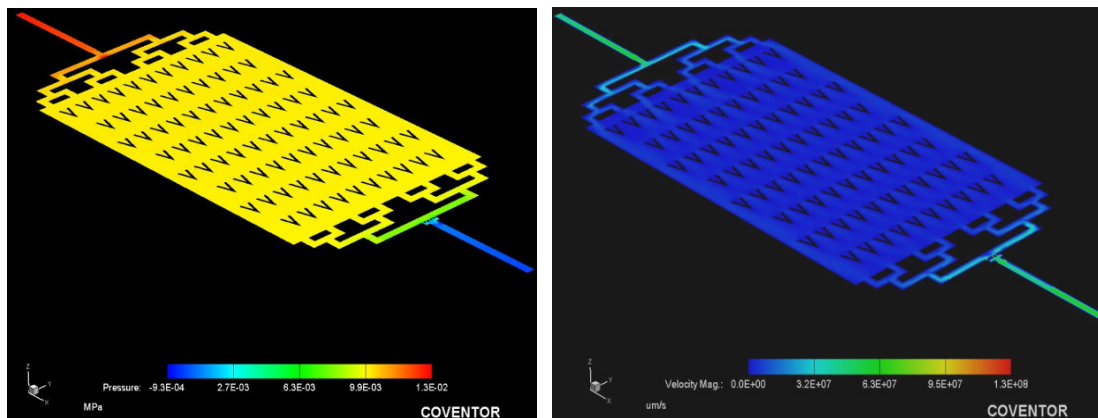 Z
Y
X
Pressure: -9.3E-04 2.7E-03 6.3E-03 9.9E-03 1.3E-02
MPa
COVENTOR
Z
Y
X
Velocity Mag.: 0.0E+00 3.2E+07 6.3E+07 9.5E+07 1.3E+08
um/s
COVENTOR